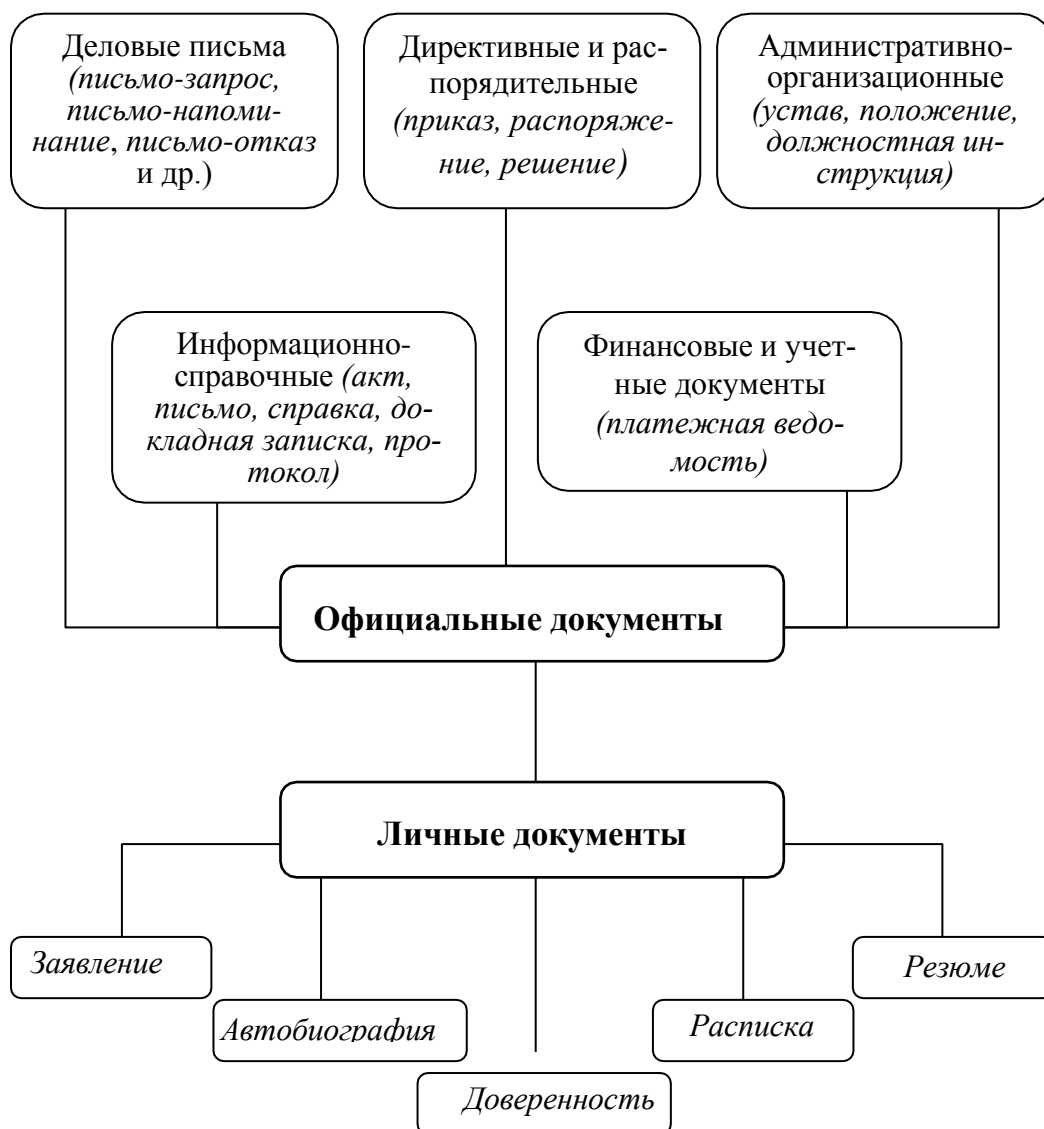 Деловые письма
(письмо-запрос,
письмо-напоми-
нание, письмо-отказ
и др.)
Директивные и рас-
порядительные
(приказ, распоряже-
ние, решение)
Административно-
организационные
(устав, положение,
должностная ин-
струкция)
Информационно-
справочные (акт,
письмо, справка, до-
кладная записка, про-
токол)
Финансовые и учет-
ные документы
(платежная ведо-
мость)
Официальные документы
Личные документы
Заявление
Резюме
Автобиография
Расписка
Доверенность